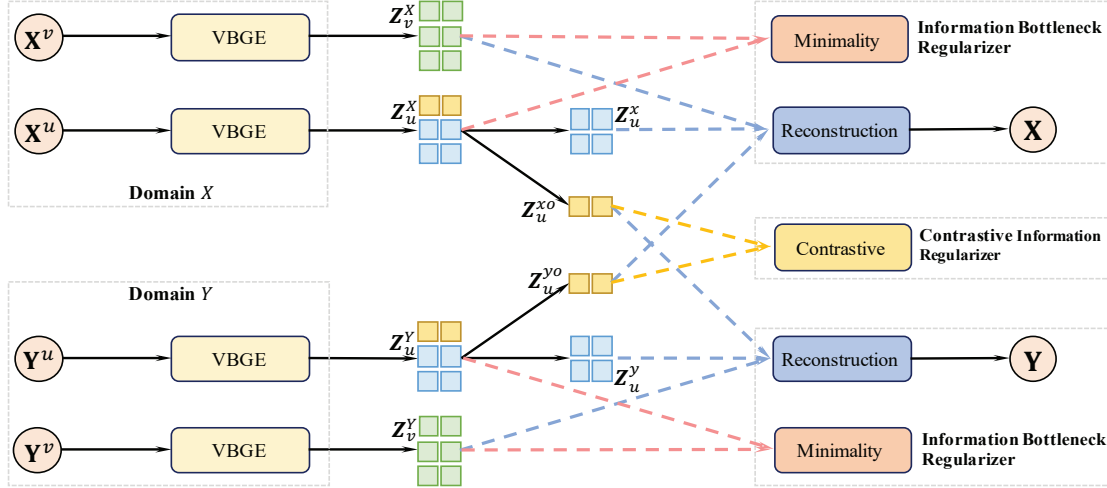 X^v
VBGE
Z_v^X
Minimality
Information Bottleneck
Regularizer
X^u
VBGE
Z_u^X
Z_u^x
Reconstruction
X
Domain X
Z_u^{xo}
Contrastive
Contrastive Information
Regularizer
Z_u^{yo}
Domain Y
Y^u
VBGE
Z_u^Y
Z_u^y
Reconstruction
Y
Y^v
VBGE
Z_v^Y
Minimality
Information Bottleneck
Regularizer